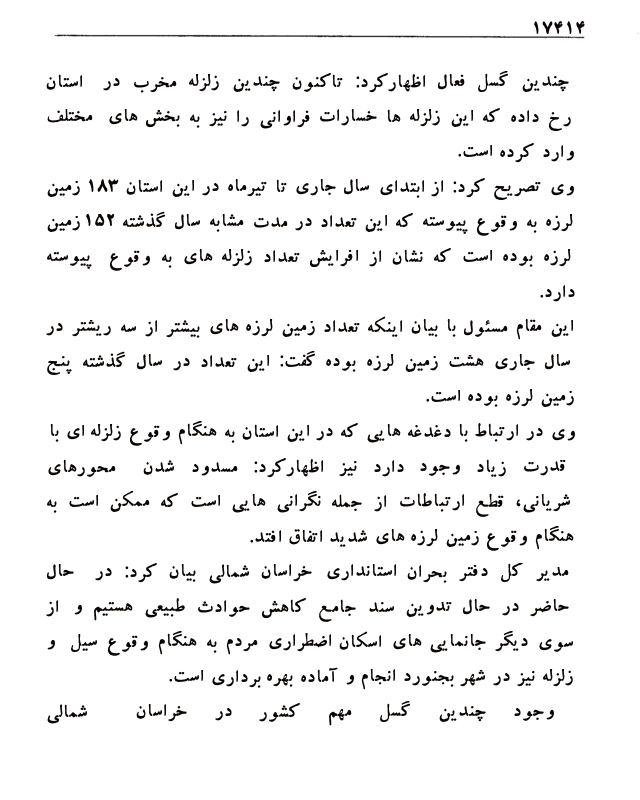 ۱۷۴۱۴
چندین گسل فعال اظهارکرد: تاکنون چندین زلزله مخرب در استان
رخ داده که این زلزله ها خسارات فراوانی را نیز به بخش های مختلف
وارد کرده است.
وی تصریح کرد: از ابتدای سال جاری تا تیرماه در این استان ۱۸۳ زمین
لرزه به وقوع پیوسته که این تعداد در مدت مشابه سال گذشته ۱۵۲ زمین
لرزه بوده است که نشان از افرایش تعداد زلزله های به وقوع پیوسته
دارد.
این مقام مسئول با بیان اینکه تعداد زمین لرزه های بیشتر از سه ریشتر در
سال جاری هشت زمین لرزه بوده گفت: این تعداد در سال گذشته پنج
زمین لرزه بوده است.
وی در ارتباط با دغدغه هایی که در این استان به هنگام وقوع زلزله ای با
قدرت زیاد وجود دارد نیز اظهارکرد: مسدود شدن محورهای
شریانی، قطع ارتباطات از جمله نگرانی هایی است که ممکن است به
هنگام وقوع زمین لرزه های شدید اتفاق افتد.
مدیر کل دفتر بحران استانداری خراسان شمالی بیان کرد: در حال
حاضر در حال تدوین سند جامع کاهش حوادث طبیعی هستیم و از
سوی دیگر جانمایی های اسکان اضطراری مردم به هنگام وقوع سیل و
زلزله نیز در شهر بجنورد انجام و آماده بهره برداری است.
وجود چندین گسل مهم کشور در خراسان شمالی